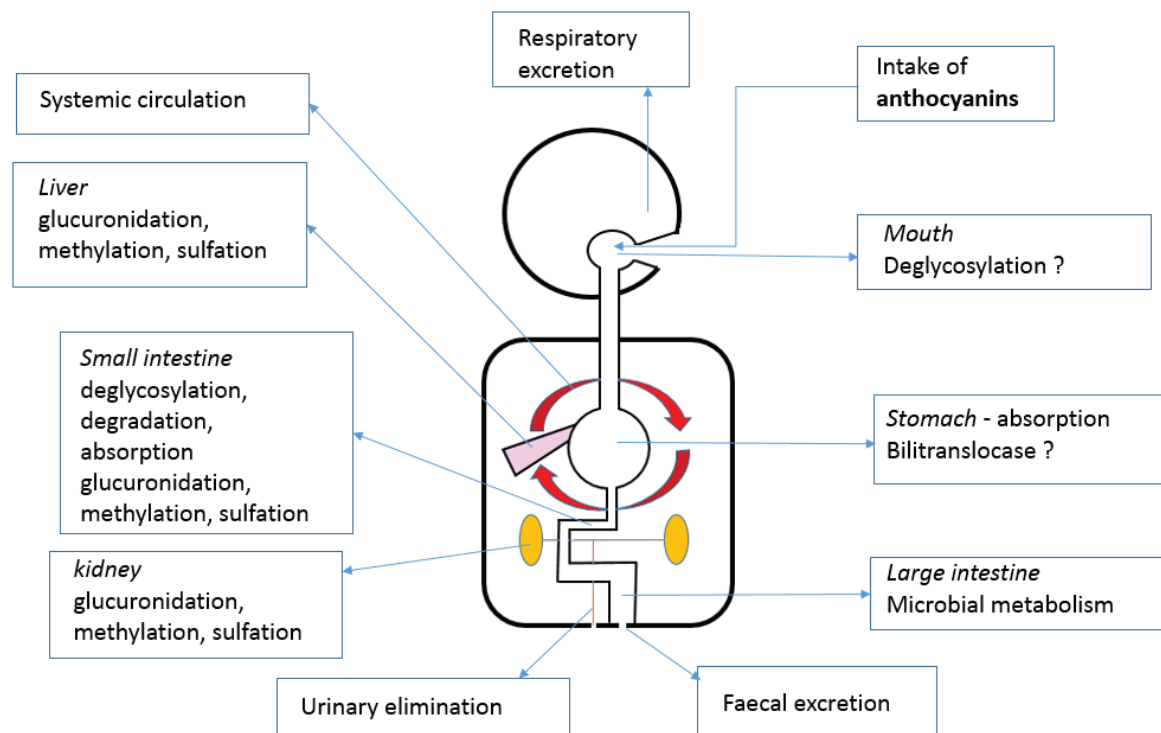 Respiratory
excretion
Intake of
anthocyanins
Systemic circulation
Liver
glucuronidation,
methylation, sulfation
Mouth
Deglycosylation ?
Small intestine
deglycosylation,
degradation,
absorption
glucuronidation,
methylation, sulfation
Stomach - absorption
Bilitranslocase ?
kidney
glucuronidation,
methylation, sulfation
Large intestine
Microbial metabolism
Urinary elimination
Faecal excretion